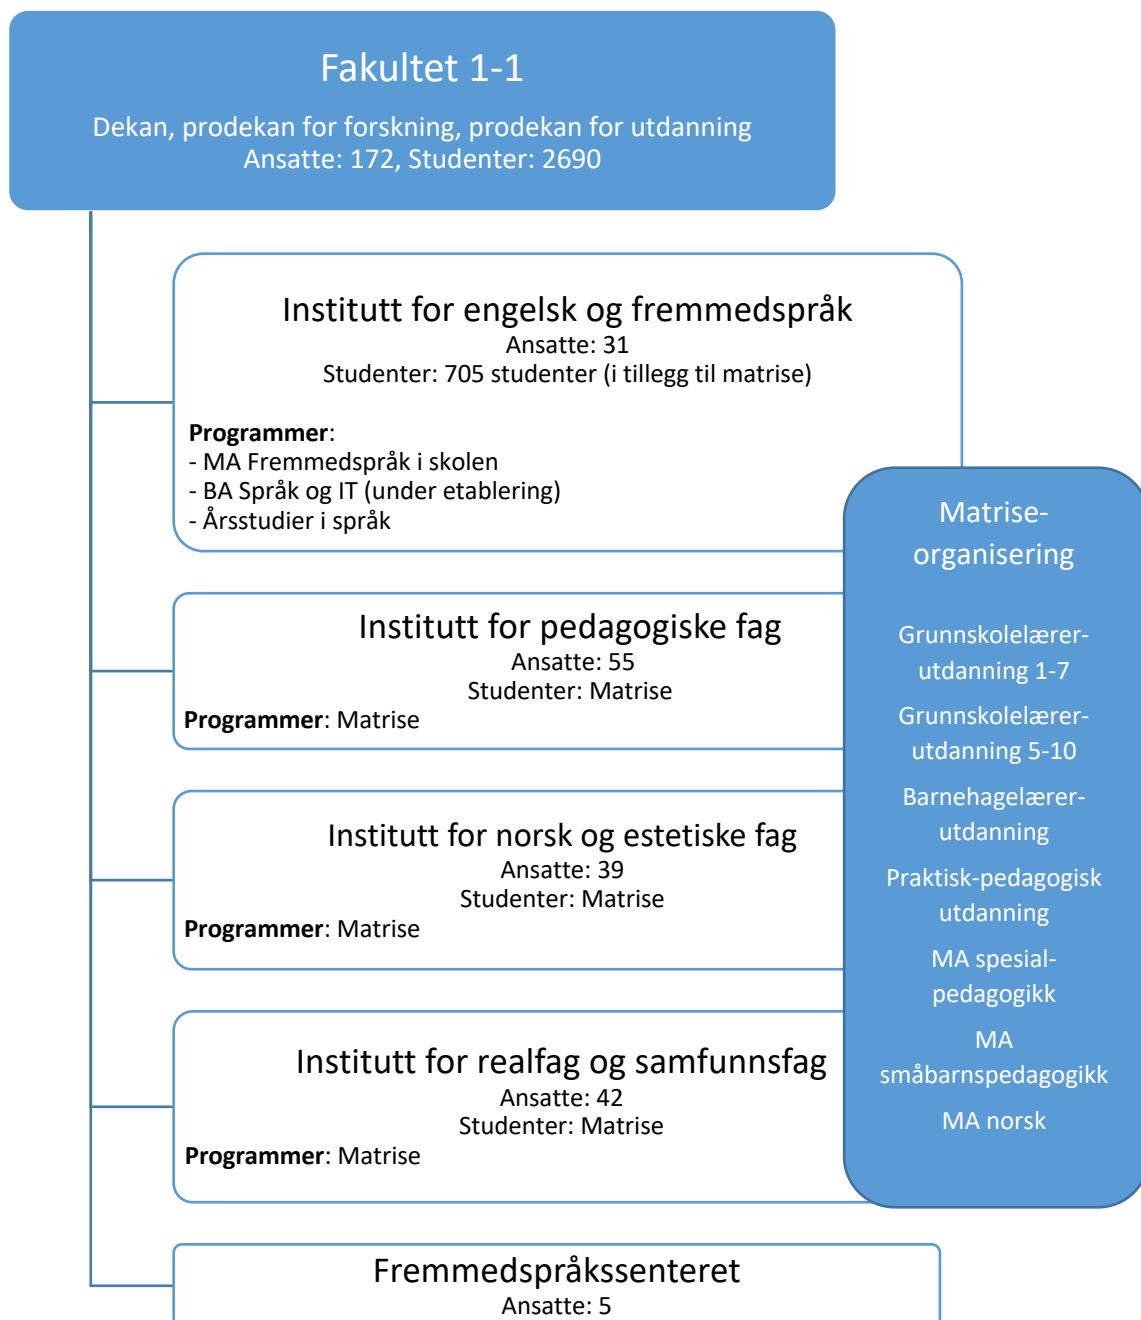 Fakultet 1-1
Dekan, prodekan for forskning, prodekan for utdanning
Ansatte: 172, Studenter: 2690
Institutt for engelsk og fremmedspråk
Ansatte: 31
Studenter: 705 studenter (i tillegg til matrise)
Programmer:
- MA Fremmedspråk i skolen
- BA Språk og IT (under etablering)
- Årsstudier i språk
Institutt for pedagogiske fag
Ansatte: 55
Studenter: Matrise
Programmer: Matrise
Institutt for norsk og estetiske fag
Ansatte: 39
Studenter: Matrise
Programmer: Matrise
Institutt for realfag og samfunnsfag
Ansatte: 42
Studenter: Matrise
Programmer: Matrise
Fremmedspråkssenteret
Ansatte: 5
Matrise-
organisering
Grunnskolelærer-
utdanning 1-7
Grunnskolelærer-
utdanning 5-10
Barnehagelærer-
utdanning
Praktisk-pedagogisk
utdanning
MA spesial-
pedagogikk
MA
småbarnspedagogikk
MA norsk